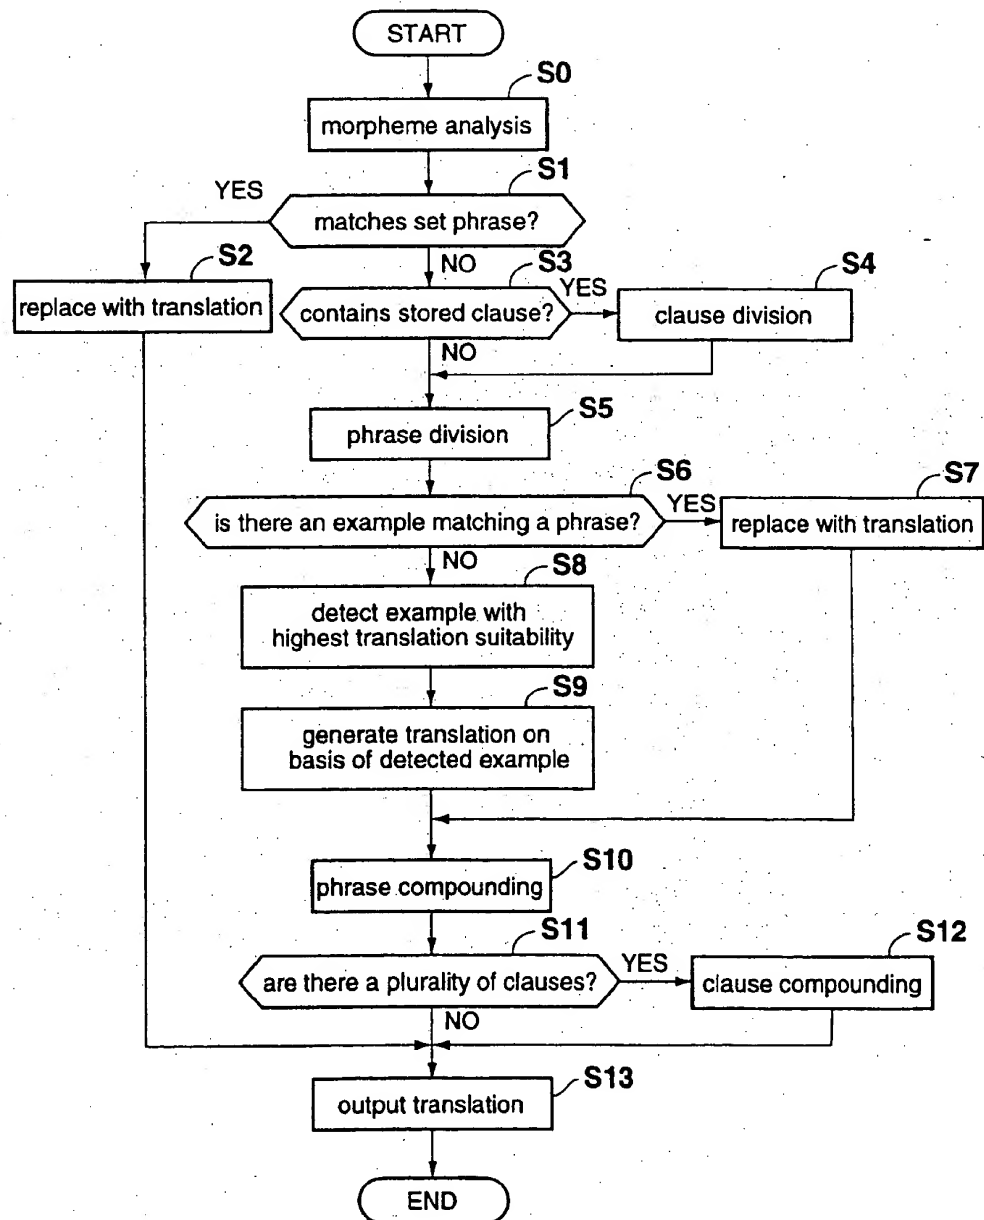 START
S0
morpheme analysis
S1
YES
matches set phrase?
NO
S2
replace with translation
S3
contains stored clause?
YES
NO
S4
clause division
S5
phrase division
S6
is there an example matching a phrase?
YES
NO
S7
replace with translation
S8
detect example with
highest translation suitability
S9
generate translation on
basis of detected example
S10
phrase compounding
S11
are there a plurality of clauses?
YES
NO
S12
clause compounding
S13
output translation
END